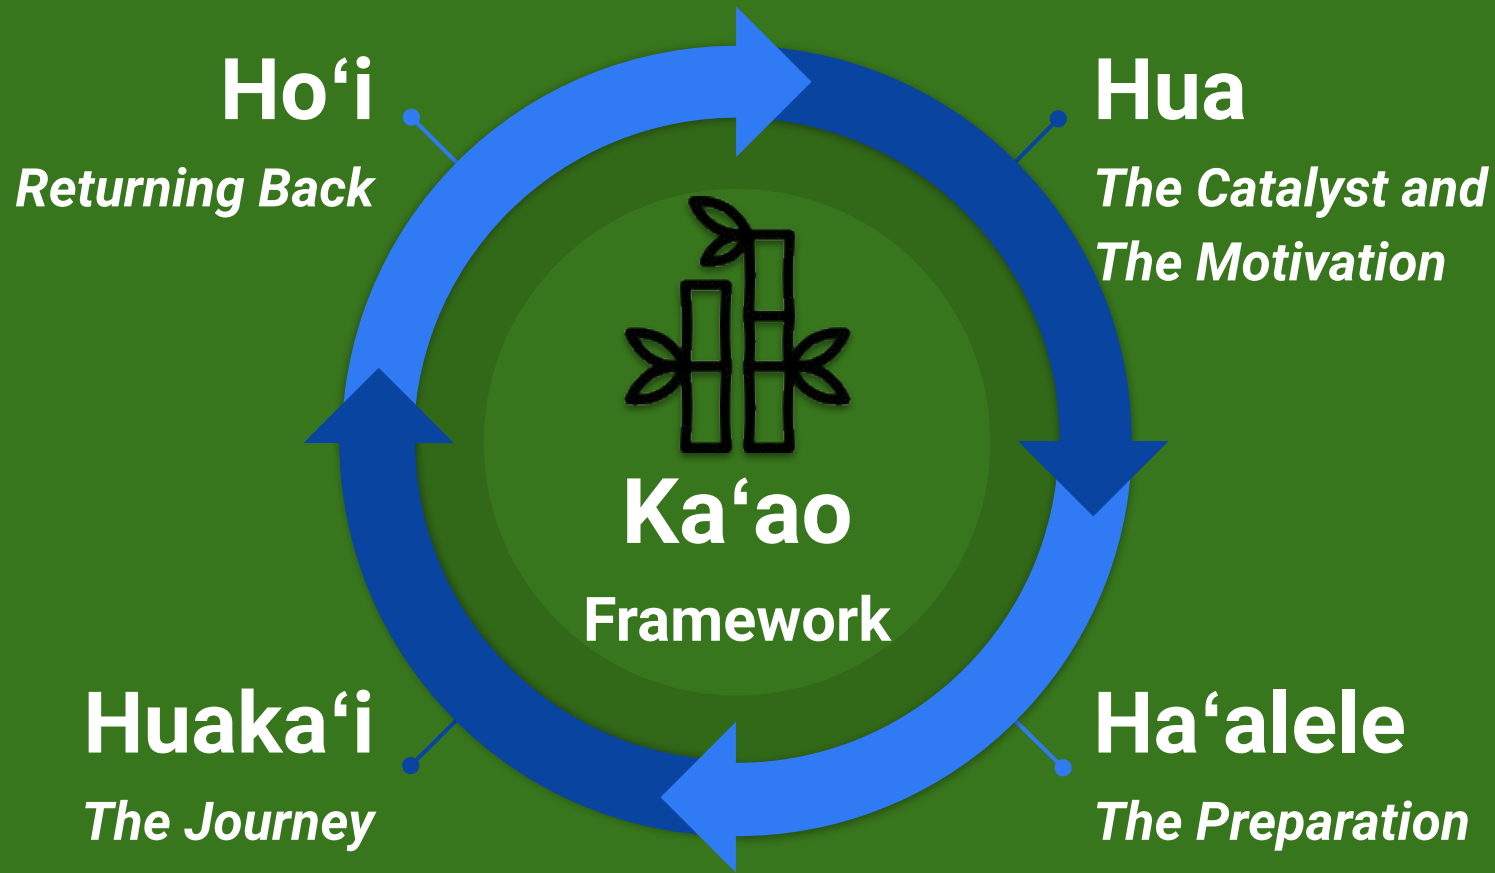 Hoʻi
Returning Back
Hua
The Catalyst and
The Motivation
Kaʻao
Framework
Huakaʻi
The Journey
Haʻalele
The Preparation